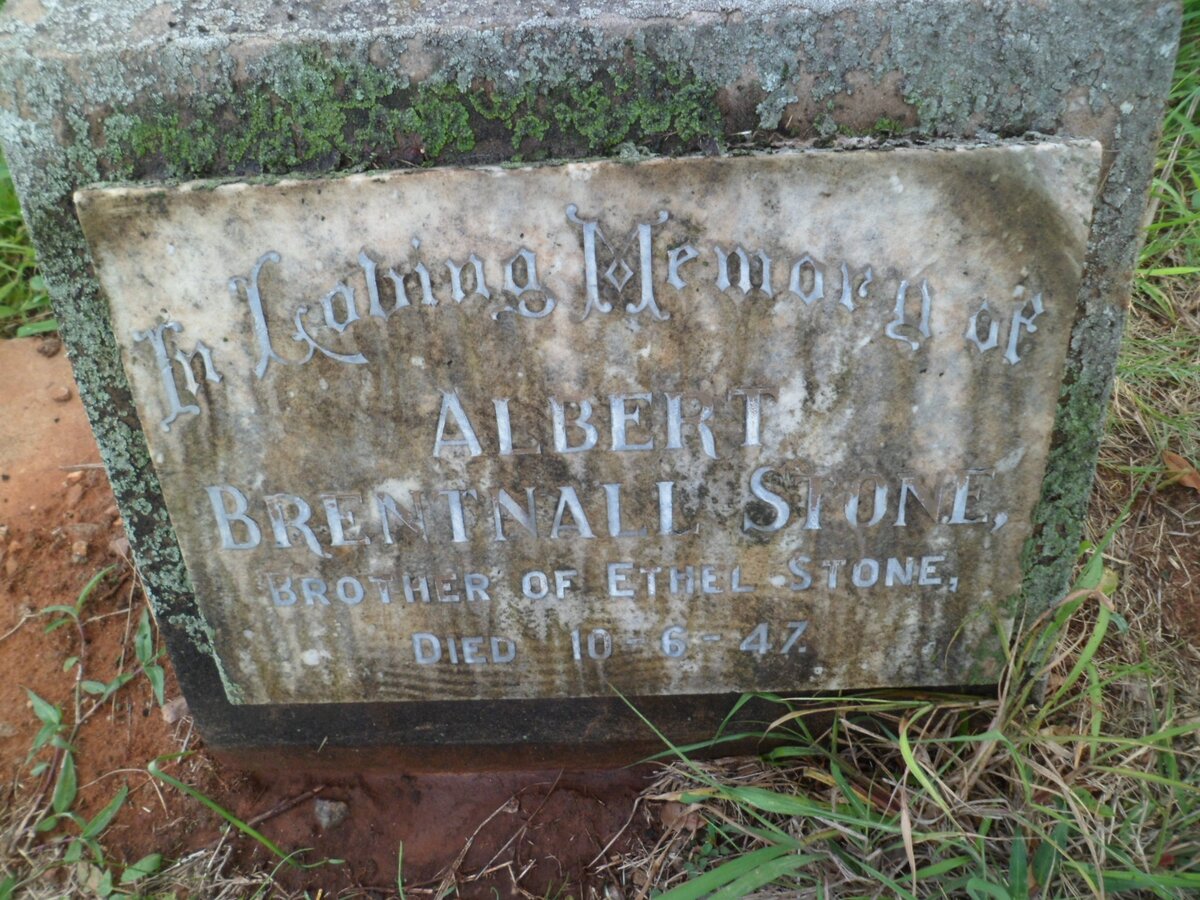 In Loving Memory of
ALBERT
BRENTNALL STONE,
BROTHER OF ETHEL STONE,
DIED 10-6-47.